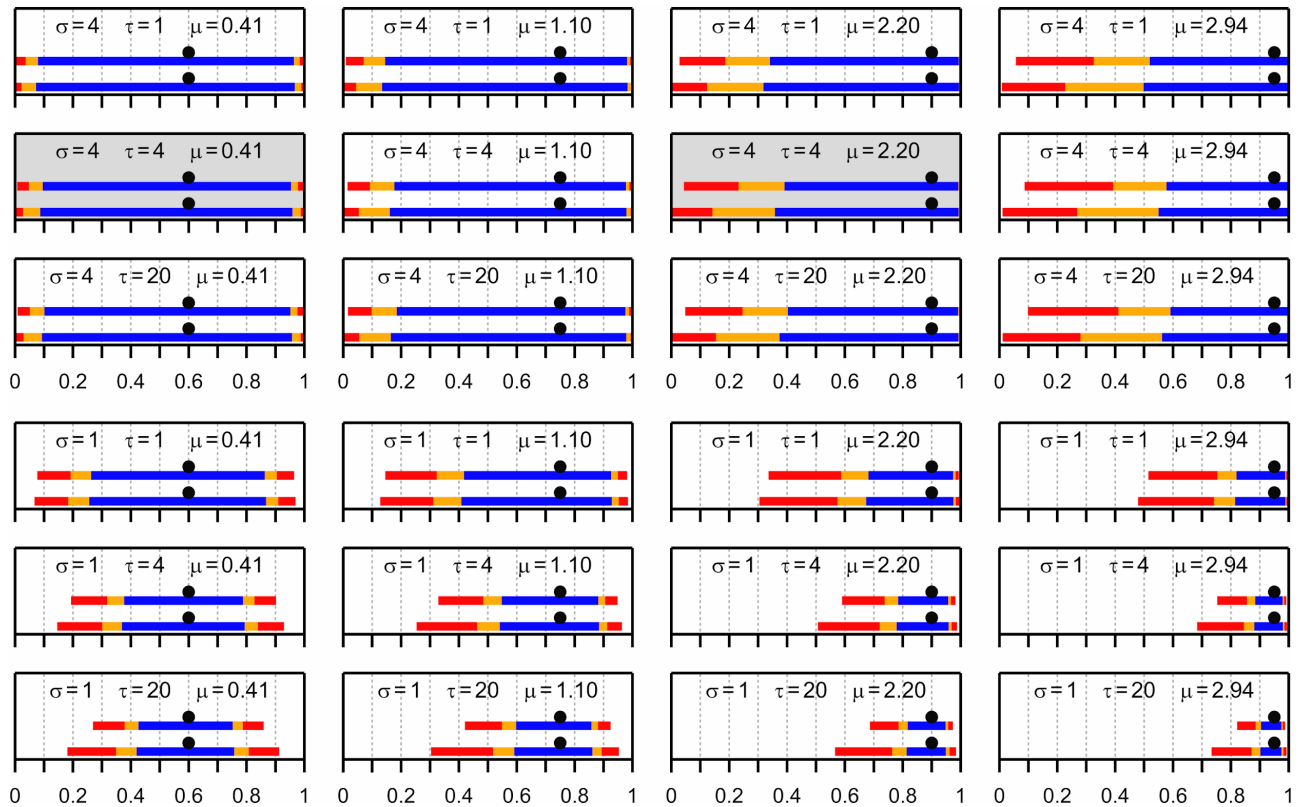 σ=4 τ=1 μ=0.41 σ=4 τ=1 μ=1.10 σ=4 τ=1 μ=2.20 σ=4 τ=1 μ=2.94
σ=4 τ=4 μ=0.41 σ=4 τ=4 μ=1.10 σ=4 τ=4 μ=2.20 σ=4 τ=4 μ=2.94
σ=4 τ=20 μ=0.41 σ=4 τ=20 μ=1.10 σ=4 τ=20 μ=2.20 σ=4 τ=20 μ=2.94
0 0.2 0.4 0.6 0.8 1 0 0.2 0.4 0.6 0.8 1 0 0.2 0.4 0.6 0.8 1 0 0.2 0.4 0.6 0.8 1
σ=1 τ=1 μ=0.41 σ=1 τ=1 μ=1.10 σ=1 τ=1 μ=2.20 σ=1 τ=1 μ=2.94
σ=1 τ=4 μ=0.41 σ=1 τ=4 μ=1.10 σ=1 τ=4 μ=2.20 σ=1 τ=4 μ=2.94
σ=1 τ=20 μ=0.41 σ=1 τ=20 μ=1.10 σ=1 τ=20 μ=2.20 σ=1 τ=20 μ=2.94
0 0.2 0.4 0.6 0.8 1 0 0.2 0.4 0.6 0.8 1 0 0.2 0.4 0.6 0.8 1 0 0.2 0.4 0.6 0.8 1